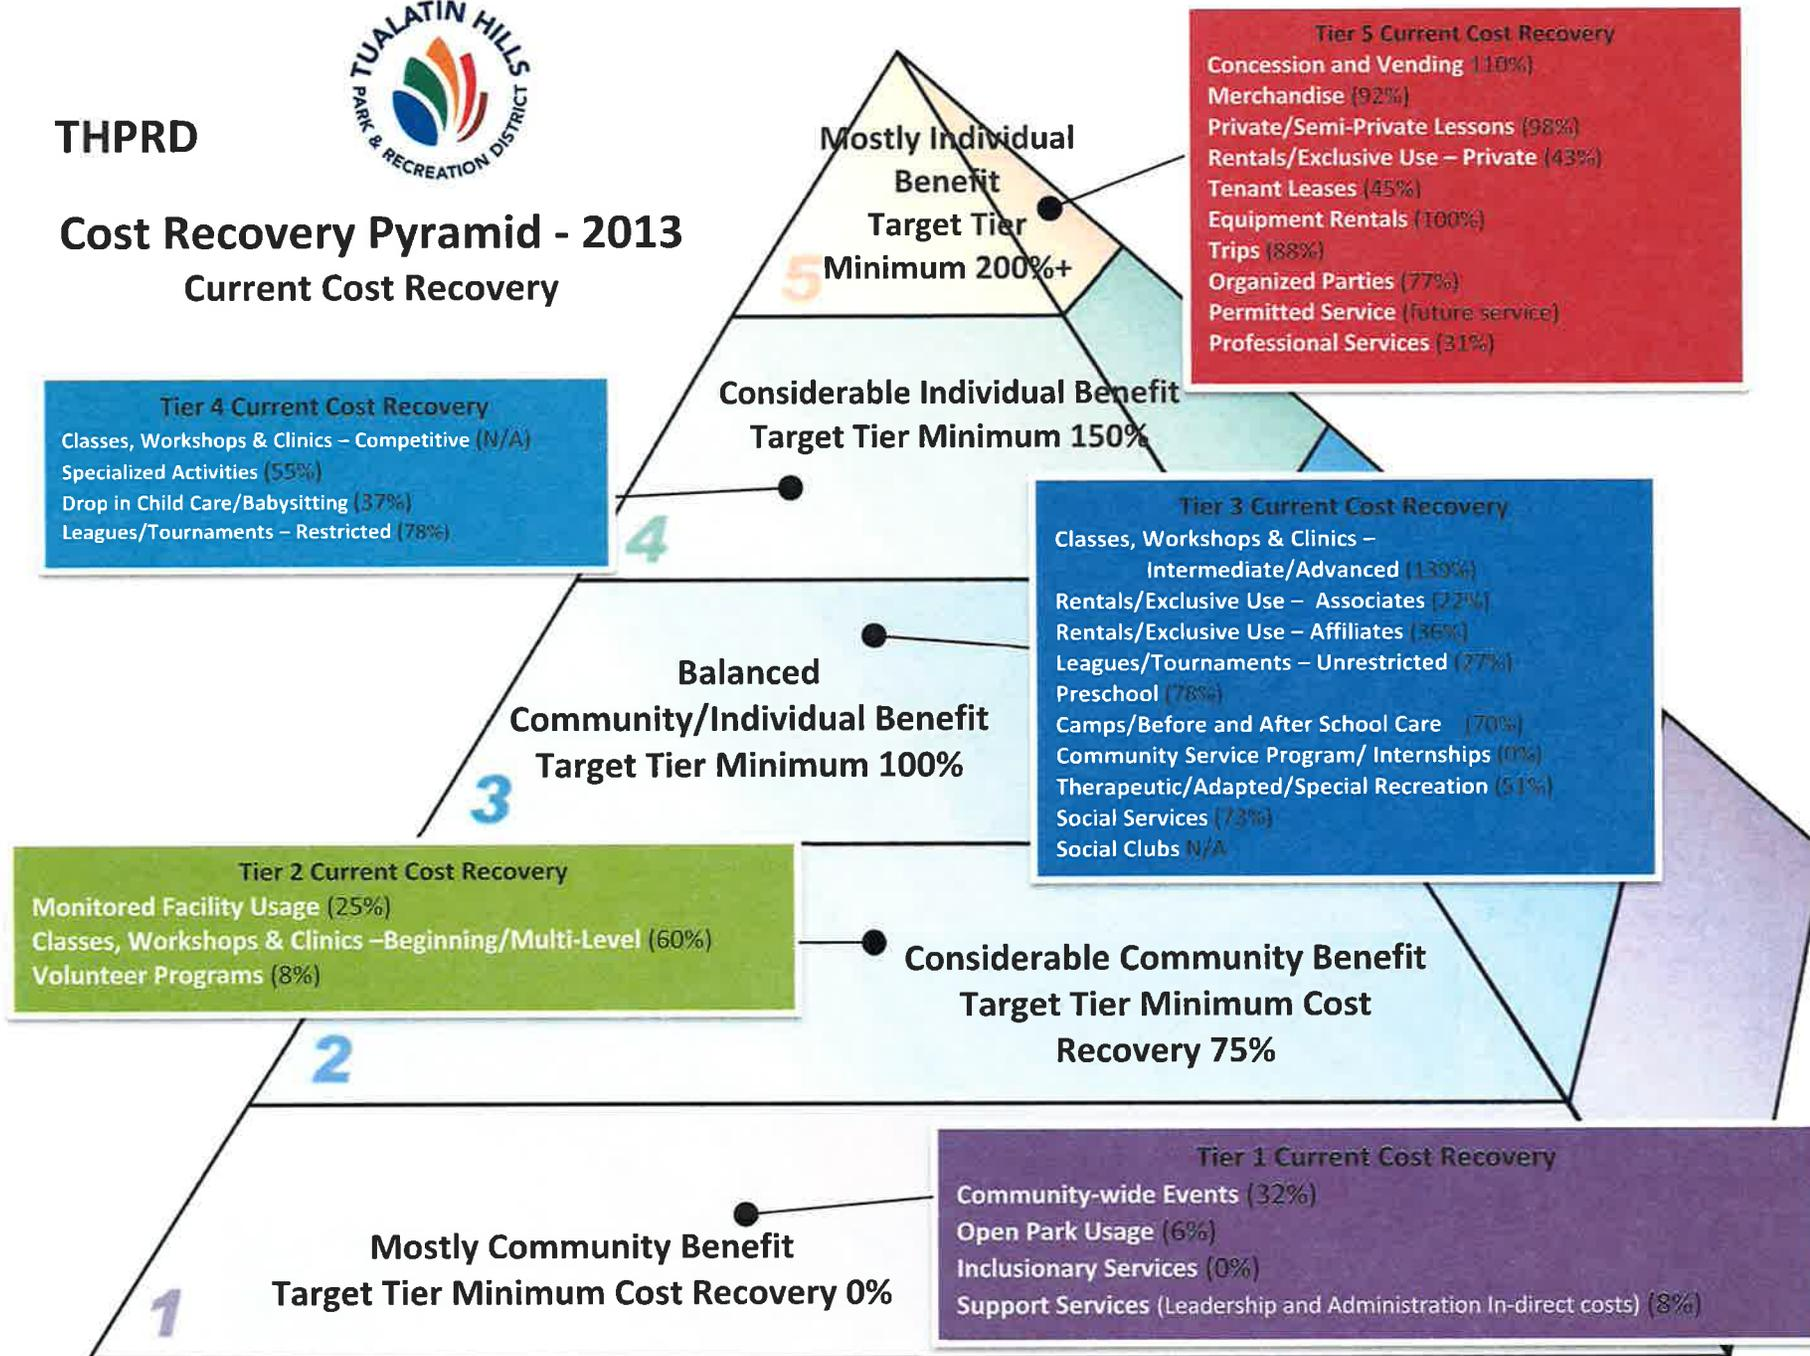 TUALATIN HILLS
PARK & RECREATION DISTRICT
THPRD
Cost Recovery Pyramid - 2013
Current Cost Recovery
Mostly Individual
Benefit
Target Tier
Minimum 200%+
5
Tier 5 Current Cost Recovery
Concession and Vending 110%)
Merchandise (92%)
Private/Semi-Private Lessons (98%)
Rentals/Exclusive Use – Private (43%)
Tenant Leases (45%)
Equipment Rentals (100%)
Trips (88%)
Organized Parties (77%)
Permitted Service (future service)
Professional Services (31%)
Considerable Individual Benefit
Target Tier Minimum 150%
4
Tier 4 Current Cost Recovery
Classes, Workshops & Clinics – Competitive (N/A)
Specialized Activities (55%)
Drop in Child Care/Babysitting (37%)
Leagues/Tournaments – Restricted (78%)
Tier 3 Current Cost Recovery
Classes, Workshops & Clinics –
Intermediate/Advanced (139%)
Rentals/Exclusive Use – Associates (22%)
Rentals/Exclusive Use – Affiliates (36%)
Leagues/Tournaments – Unrestricted (27%)
Preschool (78%)
Camps/Before and After School Care (70%)
Community Service Program/ Internships (0%)
Therapeutic/Adapted/Special Recreation (51%)
Social Services (73%)
Social Clubs N/A
Balanced
Community/Individual Benefit
Target Tier Minimum 100%
3
Tier 2 Current Cost Recovery
Monitored Facility Usage (25%)
Classes, Workshops & Clinics –Beginning/Multi-Level (60%)
Volunteer Programs (8%)
Considerable Community Benefit
Target Tier Minimum Cost
Recovery 75%
2
Tier 1 Current Cost Recovery
Community-wide Events (32%)
Open Park Usage (6%)
Inclusionary Services (0%)
Support Services (Leadership and Administration In-direct costs) (8%)
Mostly Community Benefit
Target Tier Minimum Cost Recovery 0%
1